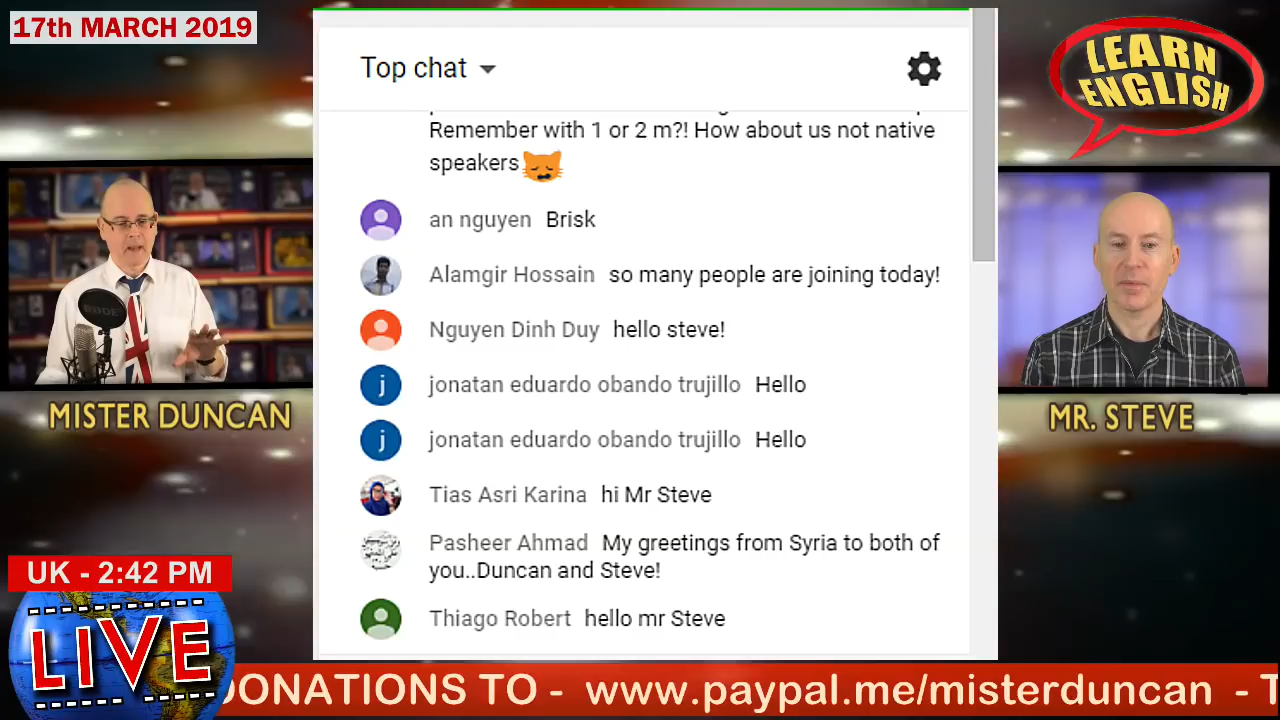 17th MARCH 2019
LEARN
ENGLISH
Top chat
Remember with 1 or 2 m?! How about us not native
speakers
an nguyen Brisk
Alamgir Hossain so many people are joining today!
Nguyen Dinh Duy hello steve!
jonatan eduardo obando trujillo Hello
j
jonatan eduardo obando trujillo Hello
j
Tias Asri Karina hi Mr Steve
Pasheer Ahmad My greetings from Syria to both of
you..Duncan and Steve!
Thiago Robert hello mr Steve
RODE
MISTER DUNCAN
MR. STEVE
UK - 2:42 PM
LIVE
DONATIONS TO - www.paypal.me/misterduncan - T